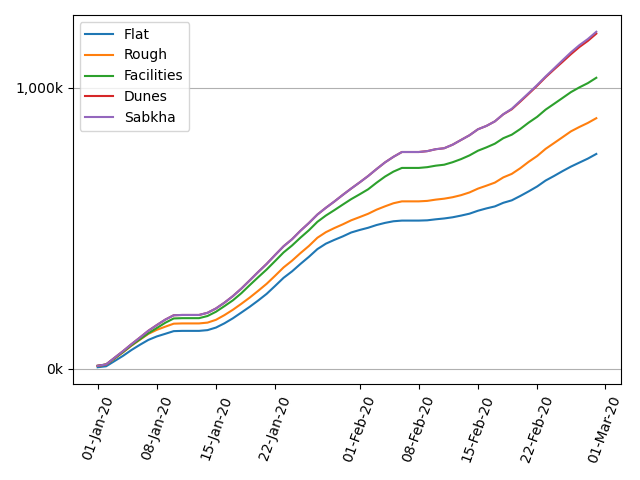 Flat
Rough
Facilities
Dunes
Sabkha
1,000k
0k
01-Jan-20
08-Jan-20
15-Jan-20
22-Jan-20
01-Feb-20
08-Feb-20
15-Feb-20
22-Feb-20
01-Mar-20